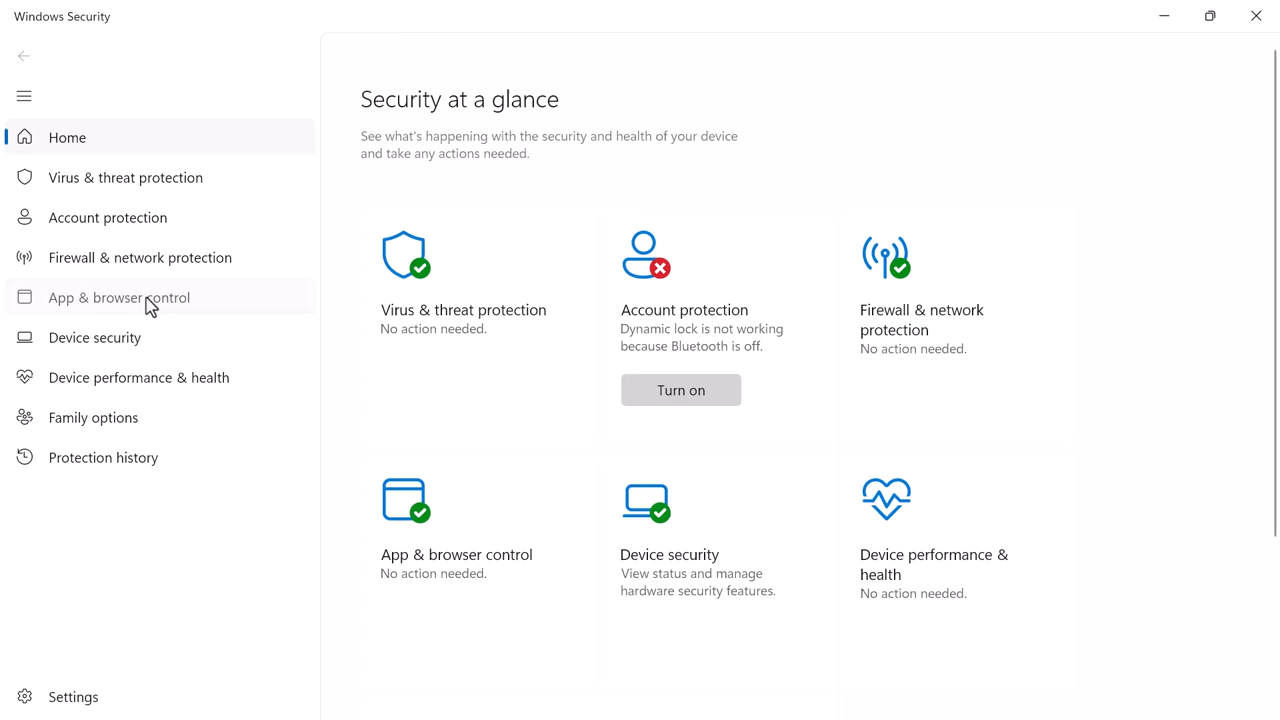 Windows Security
Home
Virus & threat protection
Account protection
Firewall & network protection
App & browser control
Device security
Device performance & health
Family options
Protection history
Settings
Security at a glance
See what's happening with the security and health of your device
and take any actions needed.
Virus & threat protection
No action needed.
Account protection
Dynamic lock is not working
because Bluetooth is off.
Turn on
Firewall & network
protection
No action needed.
App & browser control
No action needed.
Device security
View status and manage
hardware security features.
Device performance &
health
No action needed.